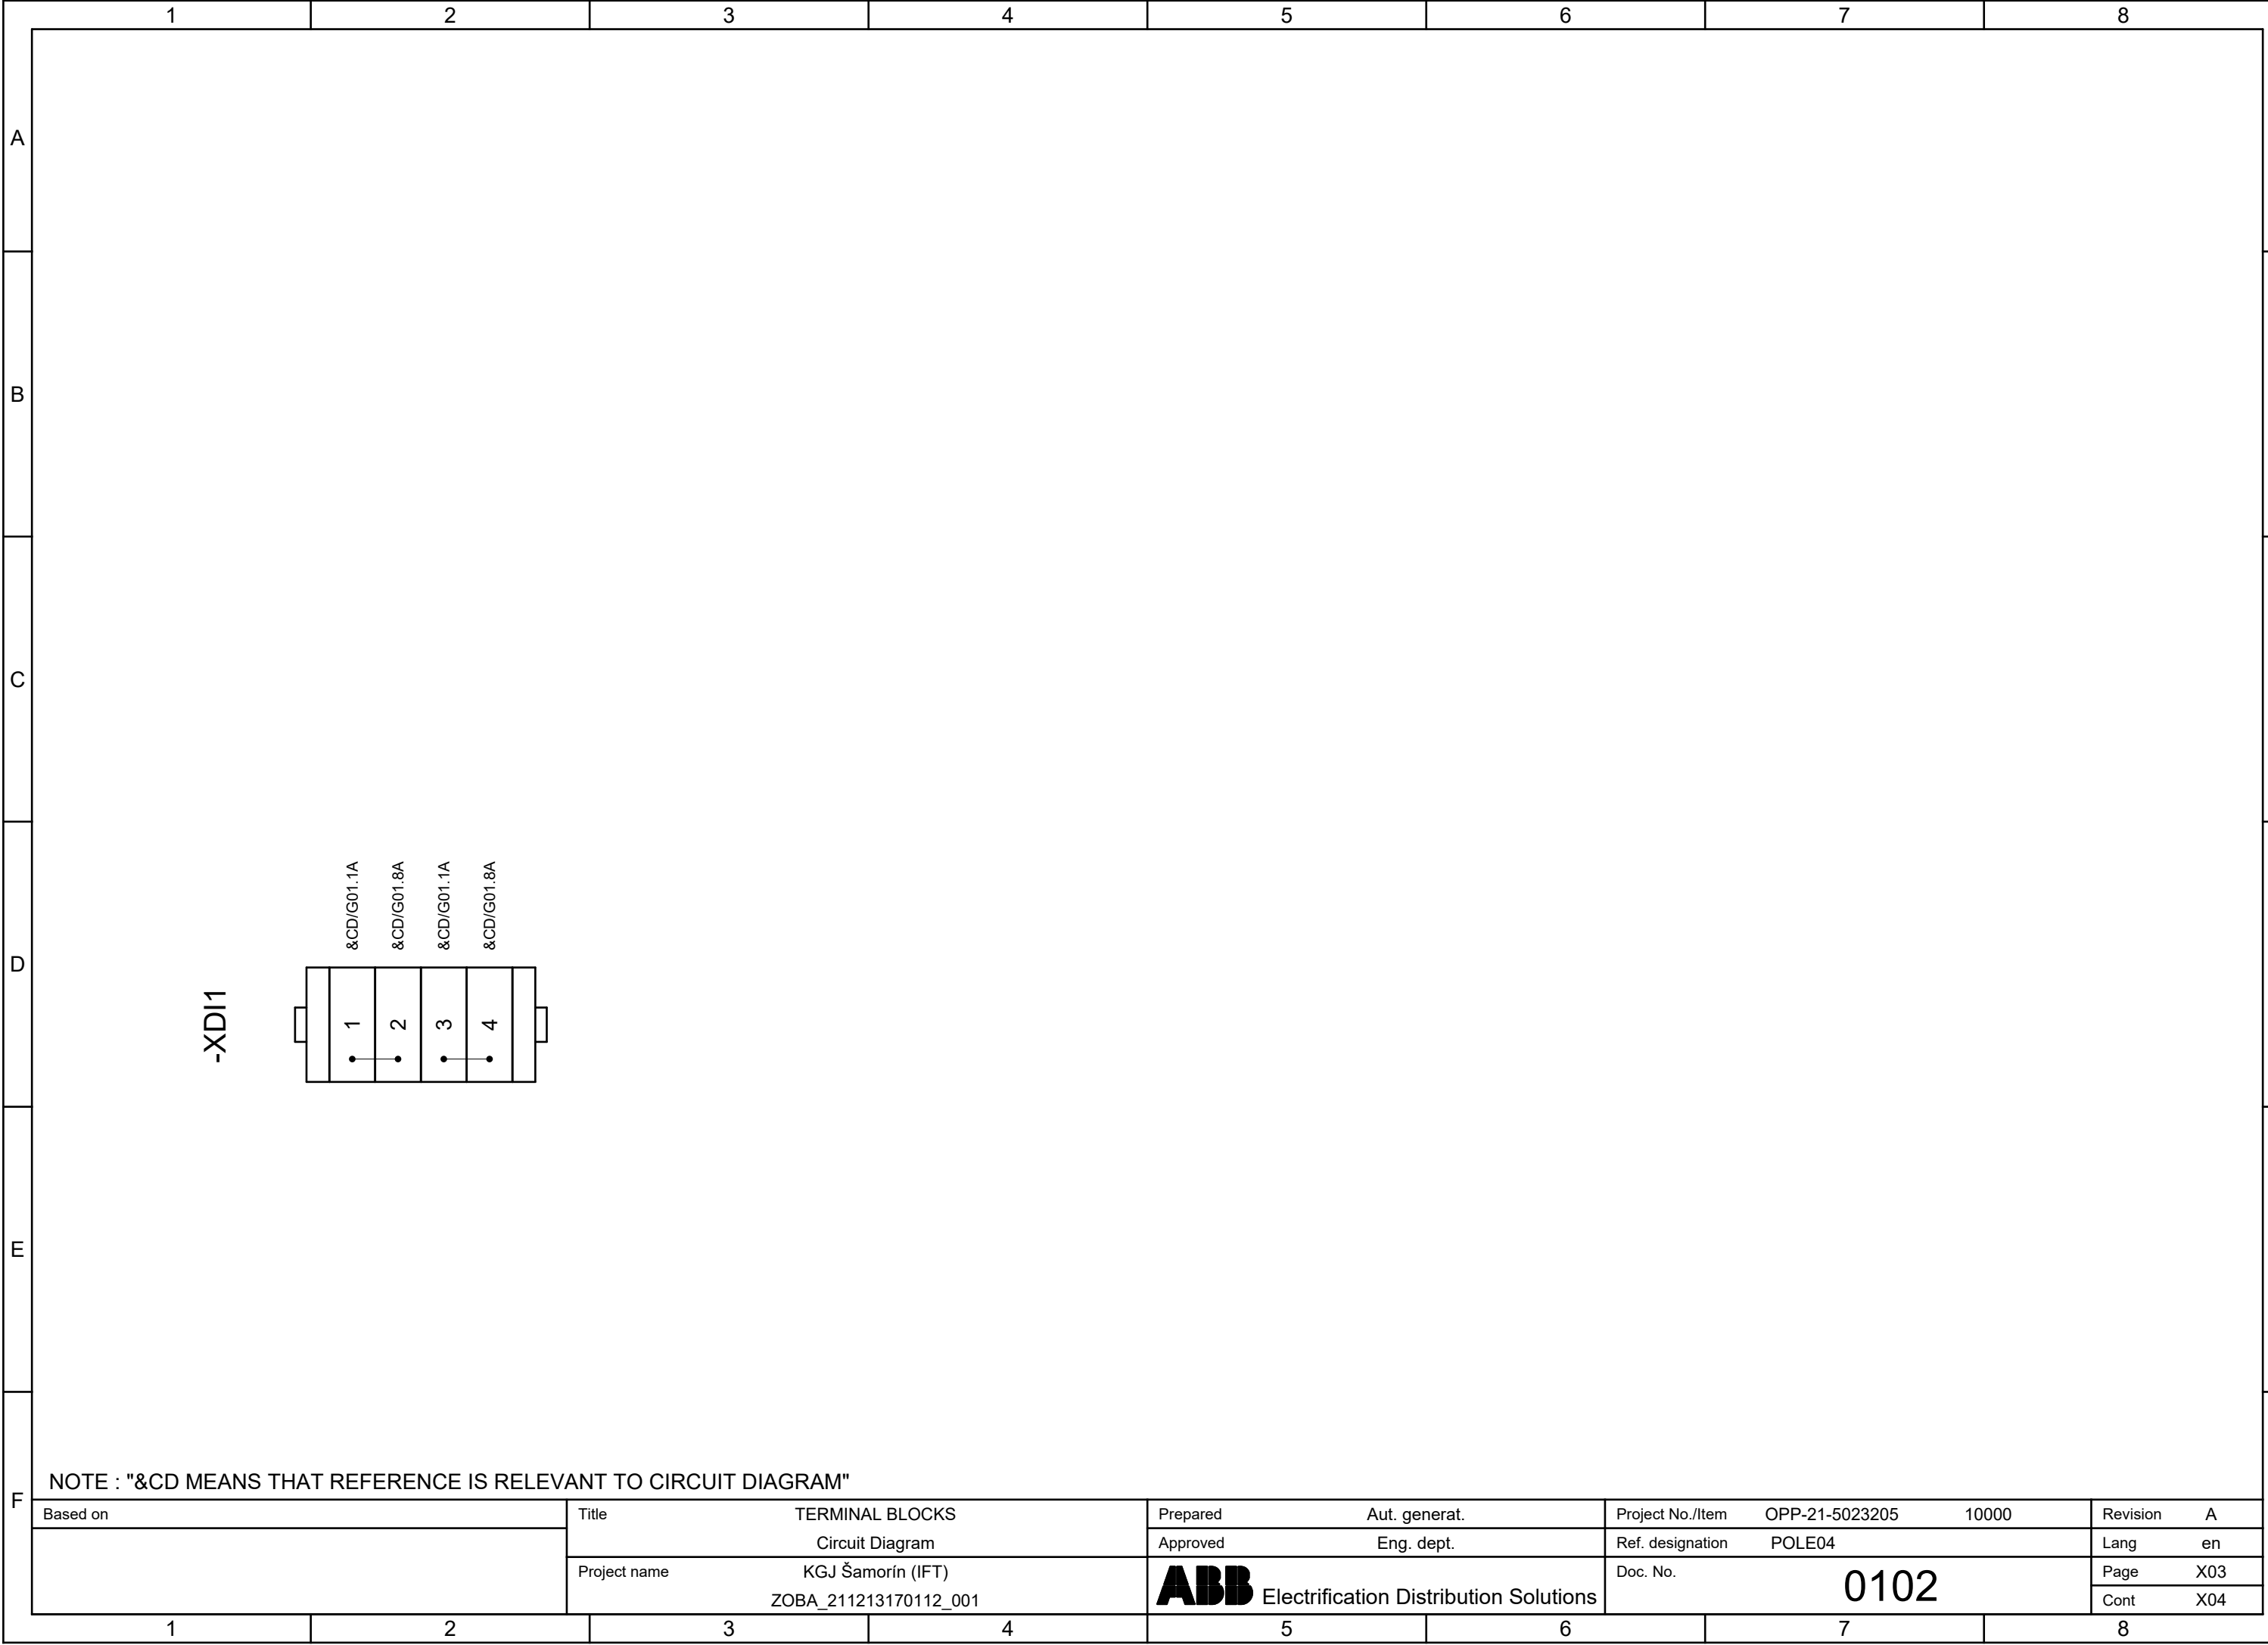 1 2 3 4 5 6 7 8
A
B
C
D
E
F
&CD/G01.1A
&CD/G01.8A
&CD/G01.1A
&CD/G01.8A
-XDI1
1 2 3 4
NOTE : "&CD MEANS THAT REFERENCE IS RELEVANT TO CIRCUIT DIAGRAM"
Based on
Title TERMINAL BLOCKS
Circuit Diagram
Project name KGJ Šamorín (IFT)
ZOBA_211213170112_001
Prepared Aut. generat.
Approved Eng. dept.
ABB Electrification Distribution Solutions
Project No./Item OPP-21-5023205 10000
Ref. designation POLE04
Doc. No. 0102
Revision A
Lang en
Page X03
Cont X04
1 2 3 4 5 6 7 8